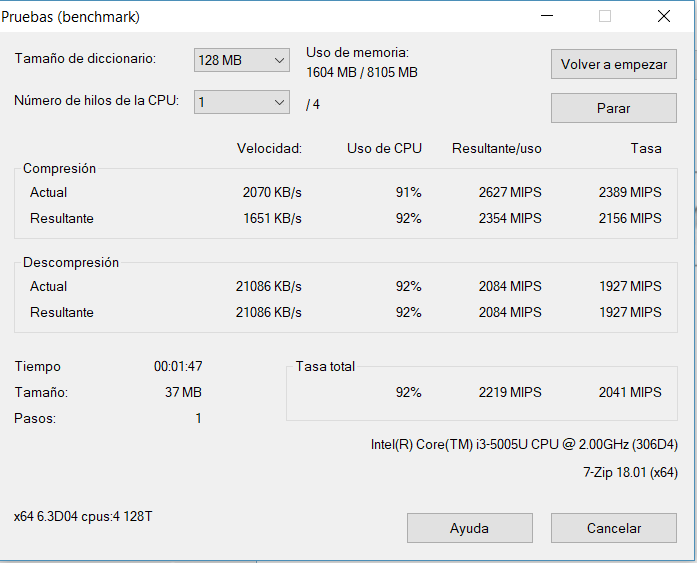 Pruebas (benchmark)
Tamaño de diccionario: 128 MB Uso de memoria: 1604 MB / 8105 MB Volver a empezar
Número de hilos de la CPU: 1 / 4 Parar
Velocidad: Uso de CPU Resultante/uso Tasa
Compresión
Actual 2070 KB/s 91% 2627 MIPS 2389 MIPS
Resultante 1651 KB/s 92% 2354 MIPS 2156 MIPS
Descompresión
Actual 21086 KB/s 92% 2084 MIPS 1927 MIPS
Resultante 21086 KB/s 92% 2084 MIPS 1927 MIPS
Tiempo 00:01:47 Tasa total
Tamaño: 37 MB 92% 2219 MIPS 2041 MIPS
Pasos: 1
Intel(R) Core(TM) i3-5005U CPU @ 2.00GHz (306D4)
7-Zip 18.01 (x64)
x64 6.3D04 cpus:4 128T
Ayuda Cancelar